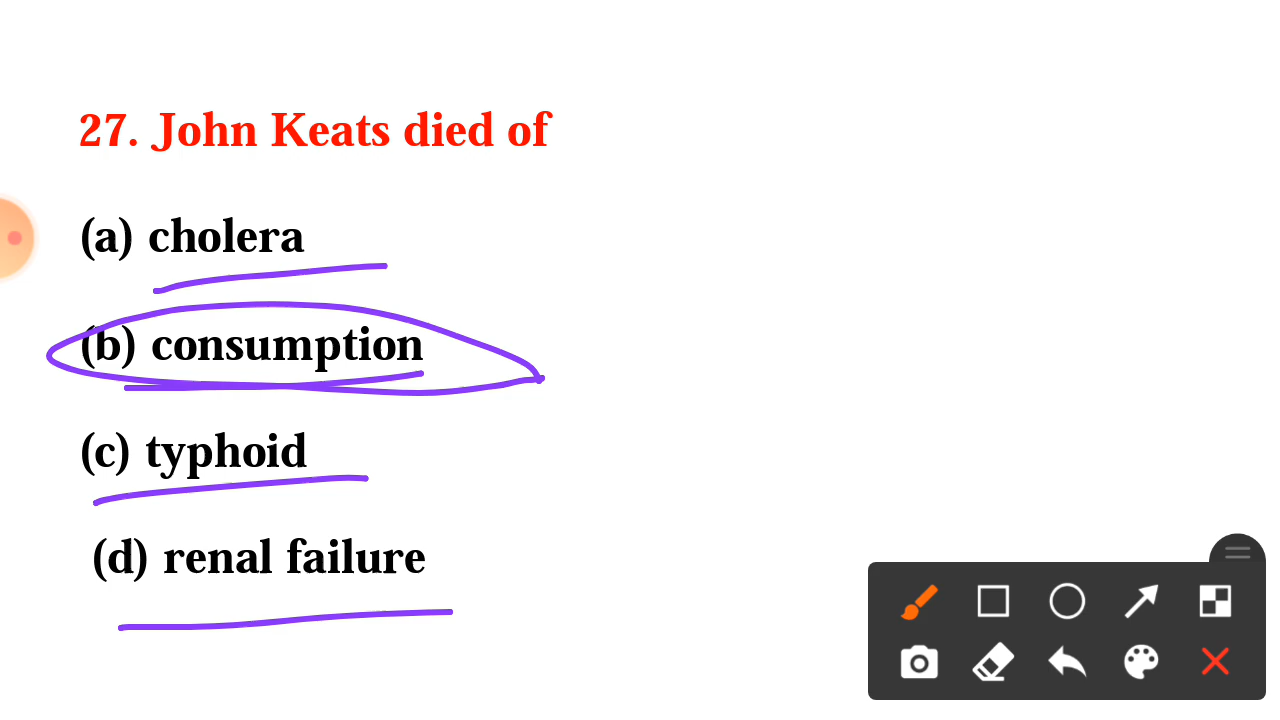 27. John Keats died of
(a) cholera
(b) consumption
(c) typhoid
(d) renal failure